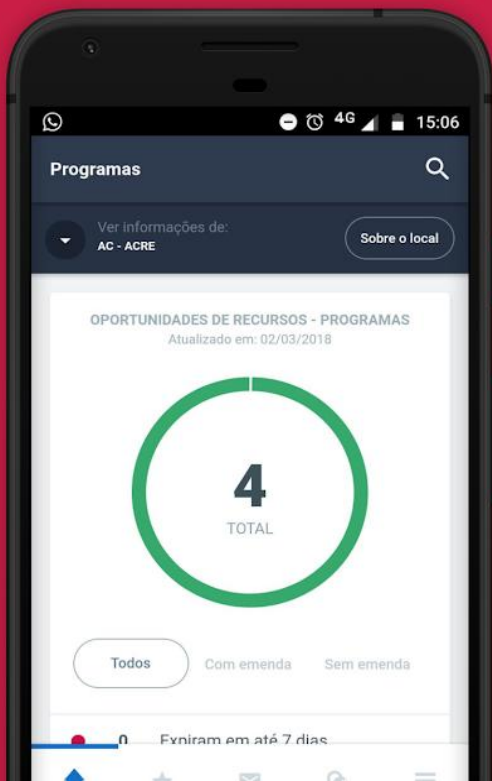 4G 15:06
Programas
Ver informações de:
AC - ACRE
Sobre o local
OPORTUNIDADES DE RECURSOS - PROGRAMAS
Atualizado em: 02/03/2018
4
TOTAL
Todos Com emenda Sem emenda
0 Expiram em até 7 dias